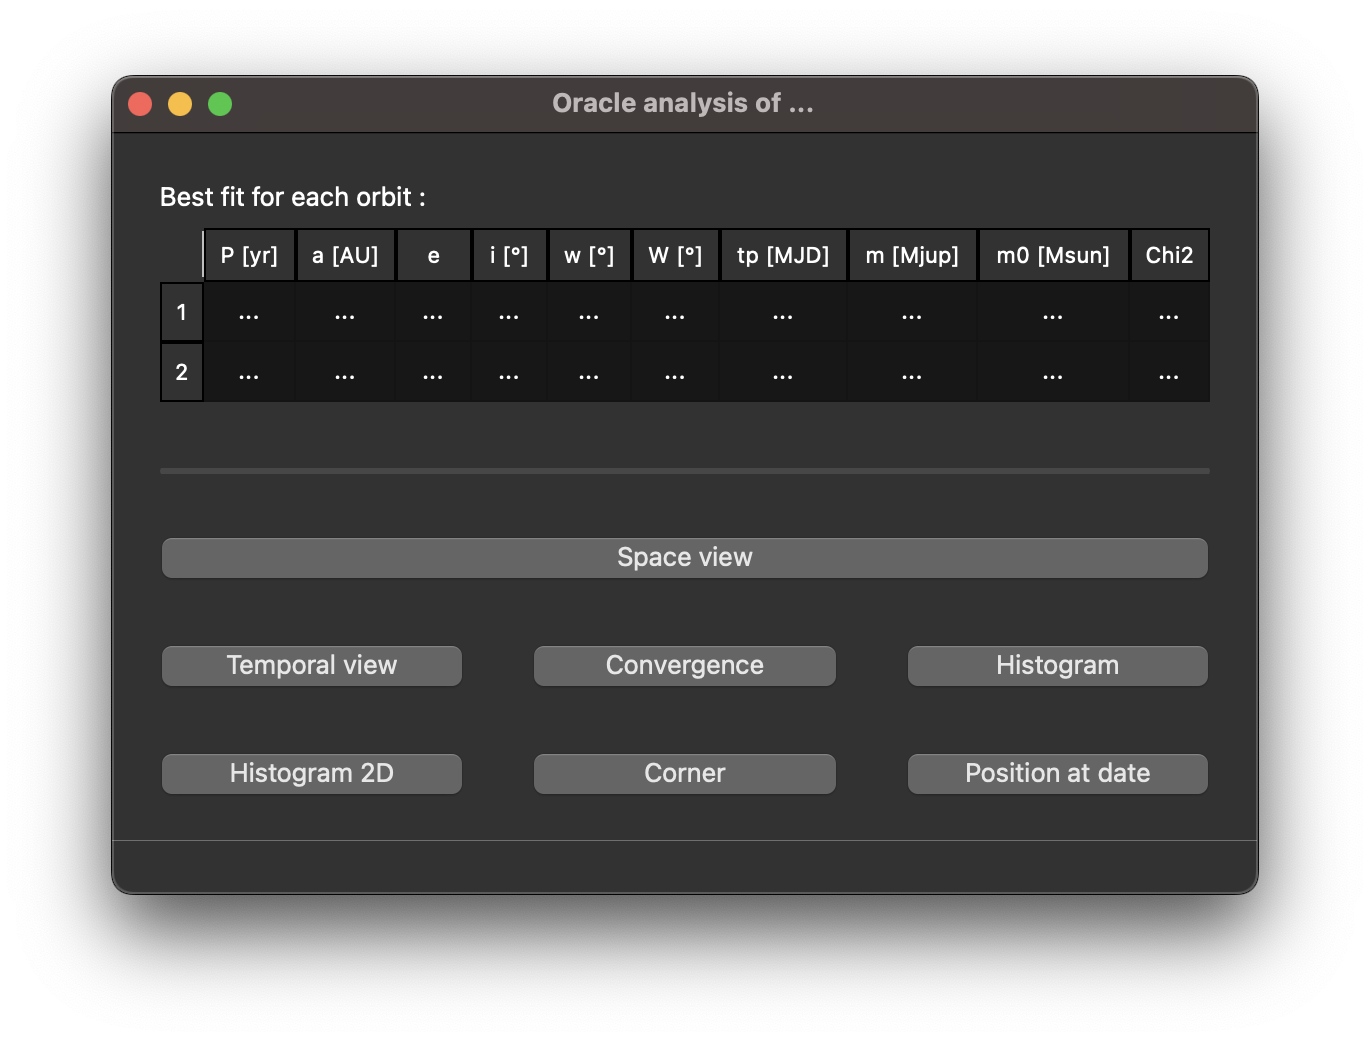 Oracle analysis of ...
Best fit for each orbit :
P [yr] a [AU] e i [°] w [°] W [°] tp [MJD] m [Mjup] m0 [Msun] Chi2
1 ... ... ... ... ... ... ... ... ... ...
2 ... ... ... ... ... ... ... ... ... ...
Space view
Temporal view Convergence Histogram
Histogram 2D Corner Position at date